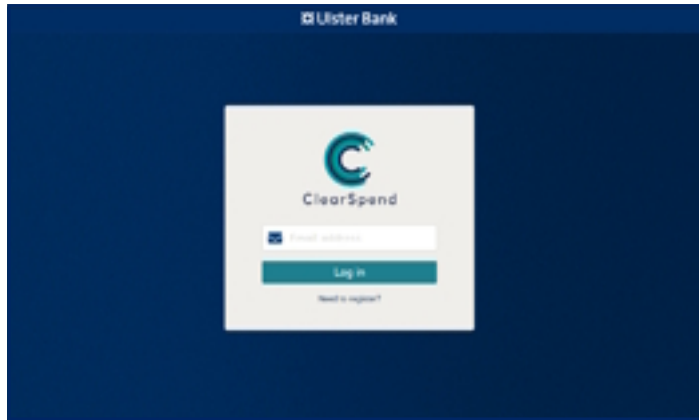 Ulster Bank
ClearSpend
Email address
Log in
Need to register?